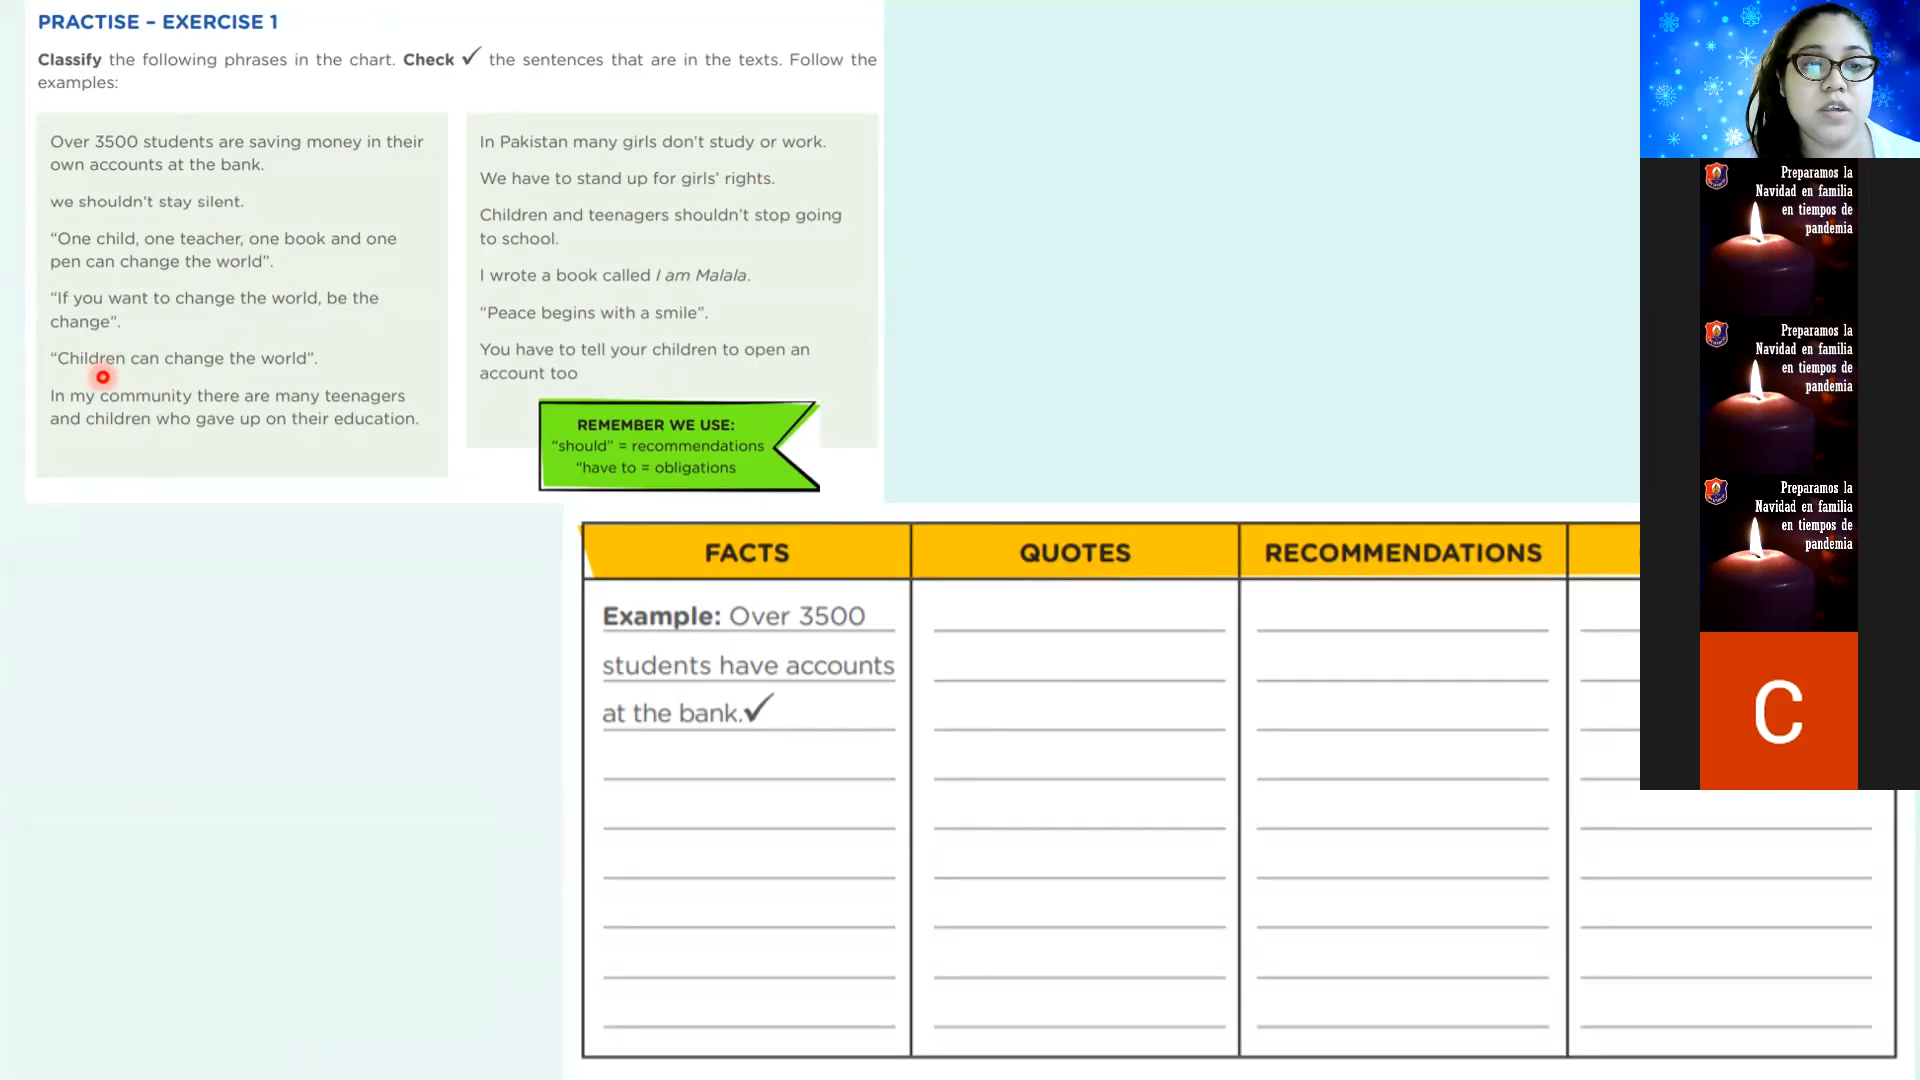 PRACTISE – EXERCISE 1
Classify the following phrases in the chart. Check ✓ the sentences that are in the texts. Follow the
examples:
Over 3500 students are saving money in their
own accounts at the bank.
we shouldn't stay silent.
“One child, one teacher, one book and one
pen can change the world”.
“If you want to change the world, be the
change”.
“Children can change the world”.
In my community there are many teenagers
and children who gave up on their education.
In Pakistan many girls don't study or work.
We have to stand up for girls' rights.
Children and teenagers shouldn't stop going
to school.
I wrote a book called I am Malala.
“Peace begins with a smile”.
You have to tell your children to open an
account too
REMEMBER WE USE:
“should” = recommendations
“have to = obligations
FACTS
QUOTES
RECOMMENDATIONS
Example: Over 3500
students have accounts
at the bank.✓
Preparamos la
Navidad en familia
en tiempos de
pandemia
Preparamos la
Navidad en familia
en tiempos de
pandemia
Preparamos la
Navidad en familia
en tiempos de
pandemia
C